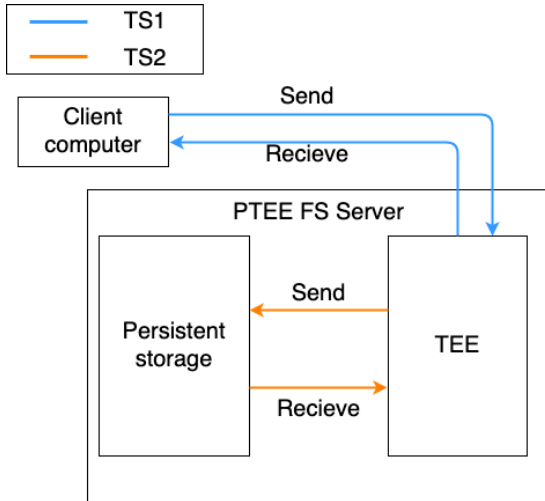 TS1
TS2
Send
Client
computer
Recieve
PTEE FS Server
Send
Persistent
storage
TEE
Recieve